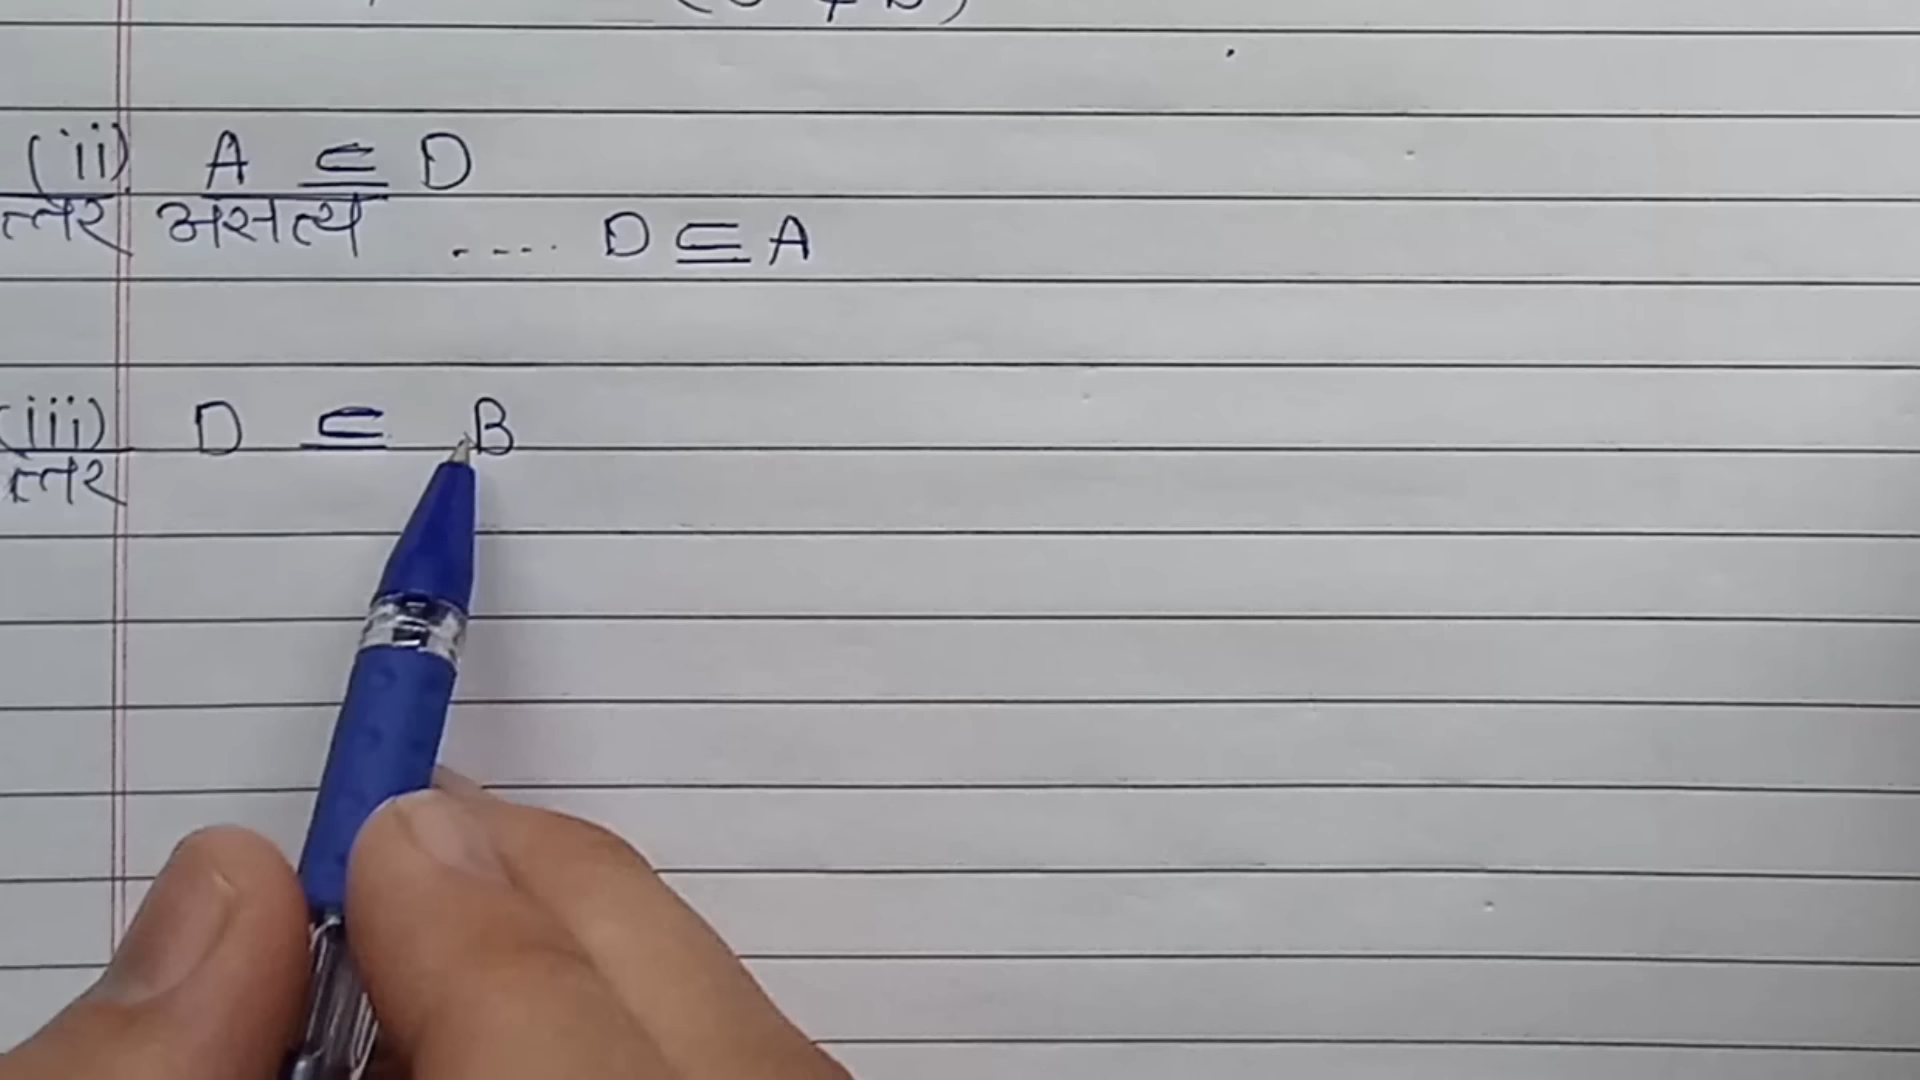 (ii) A ⊆ D
त्तर असत्य .... D ⊆ A
(iii) D ⊆ B
त्तर